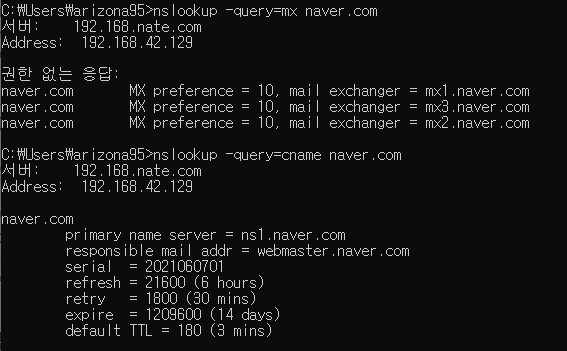 C:₩Users₩arizona95>nslookup -query=mx naver.com
서버:    192.168.nate.com
Address:  192.168.42.129
권한 없는 응답:
naver.com       MX preference = 10, mail exchanger = mx1.naver.com
naver.com       MX preference = 10, mail exchanger = mx3.naver.com
naver.com       MX preference = 10, mail exchanger = mx2.naver.com
C:₩Users₩arizona95>nslookup -query=cname naver.com
서버:    192.168.nate.com
Address:  192.168.42.129
naver.com
        primary name server = ns1.naver.com
        responsible mail addr = webmaster.naver.com
        serial  = 2021060701
        refresh = 21600 (6 hours)
        retry   = 1800 (30 mins)
        expire  = 1209600 (14 days)
        default TTL = 180 (3 mins)